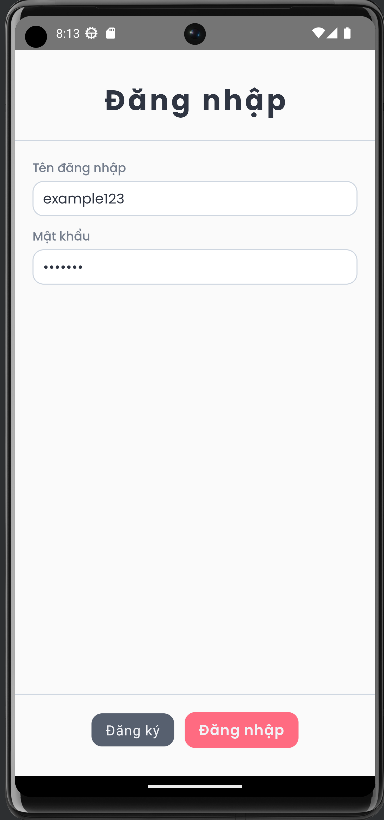 8:13
Đăng nhập
Tên đăng nhập
example123
Mật khẩu
•••••••
Đăng ký
Đăng nhập